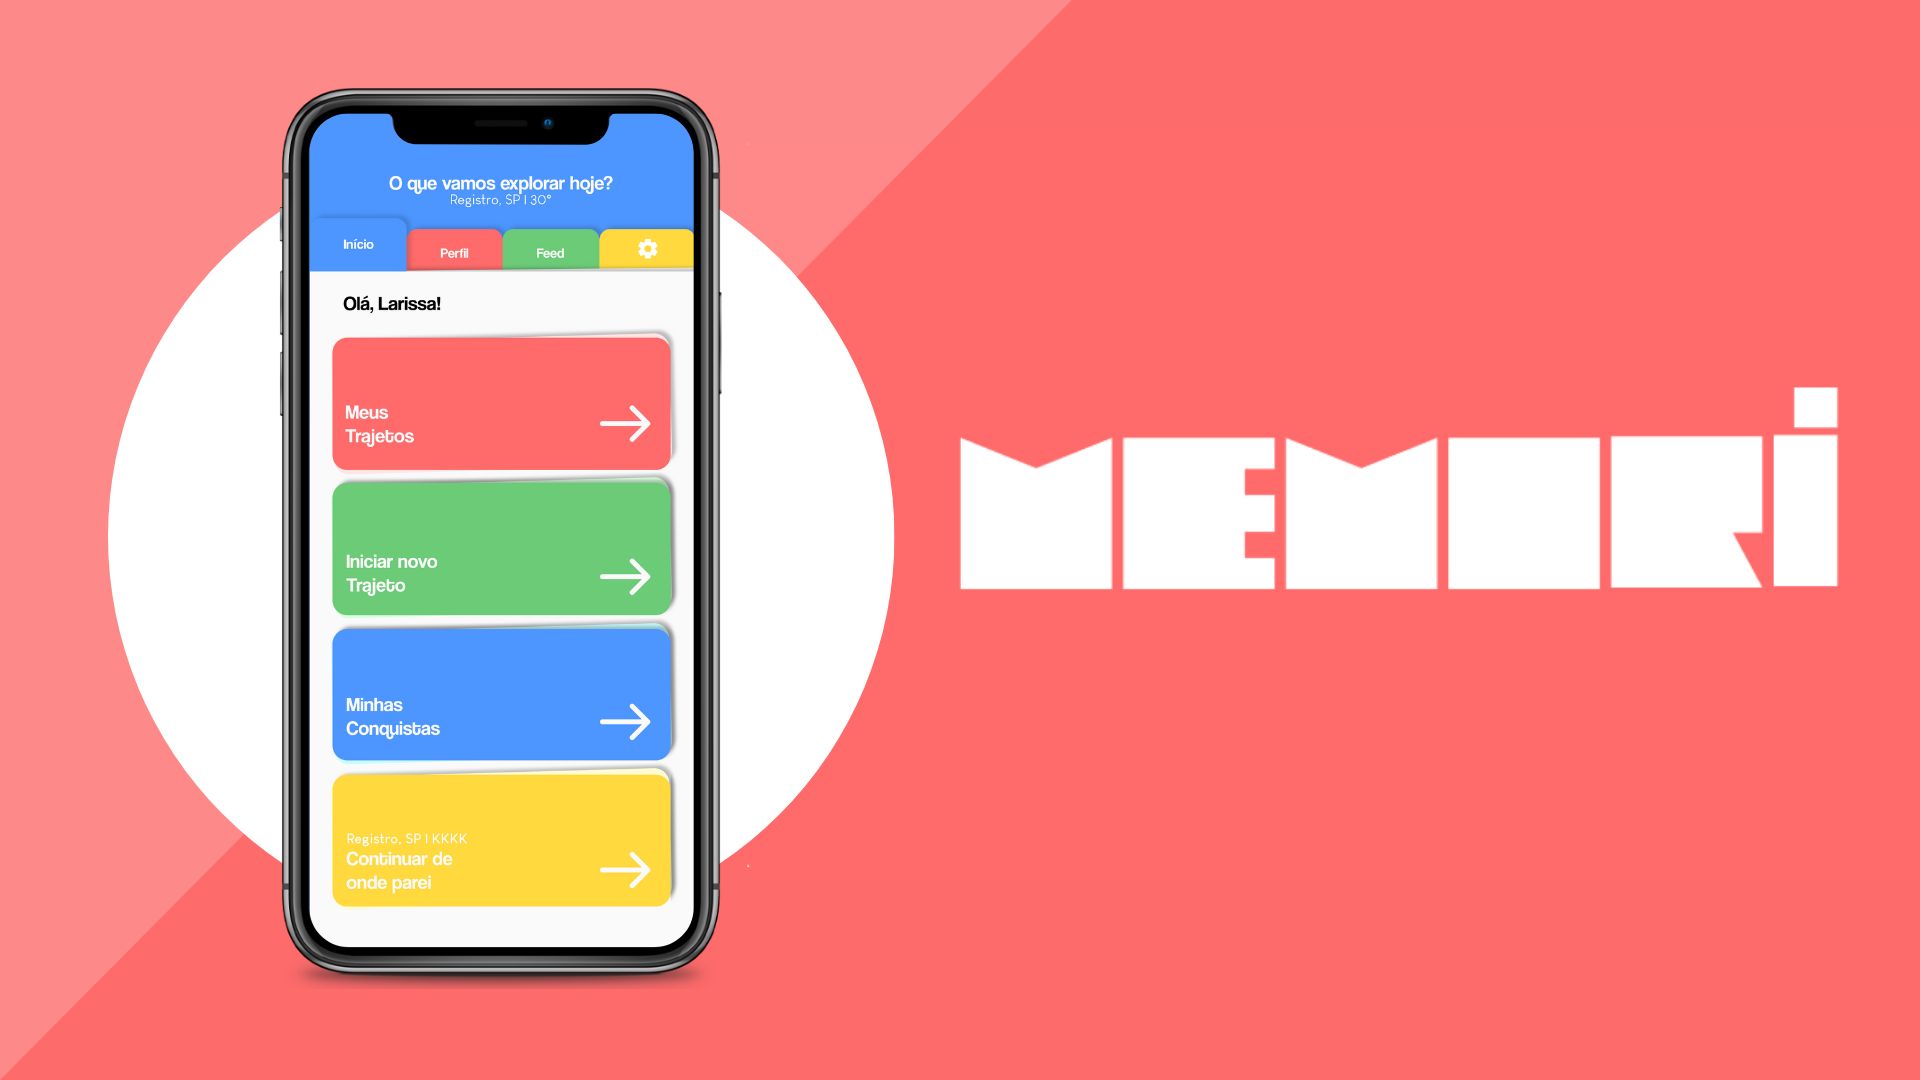 O que vamos explorar hoje?
Registro, SP | 30°
Início
Perfil
Feed
Olá, Larissa!
Meus
Trajetos
Iniciar novo
Trajeto
Minhas
Conquistas
Registro, SP | KKKK
Continuar de
onde parei
MEMORi